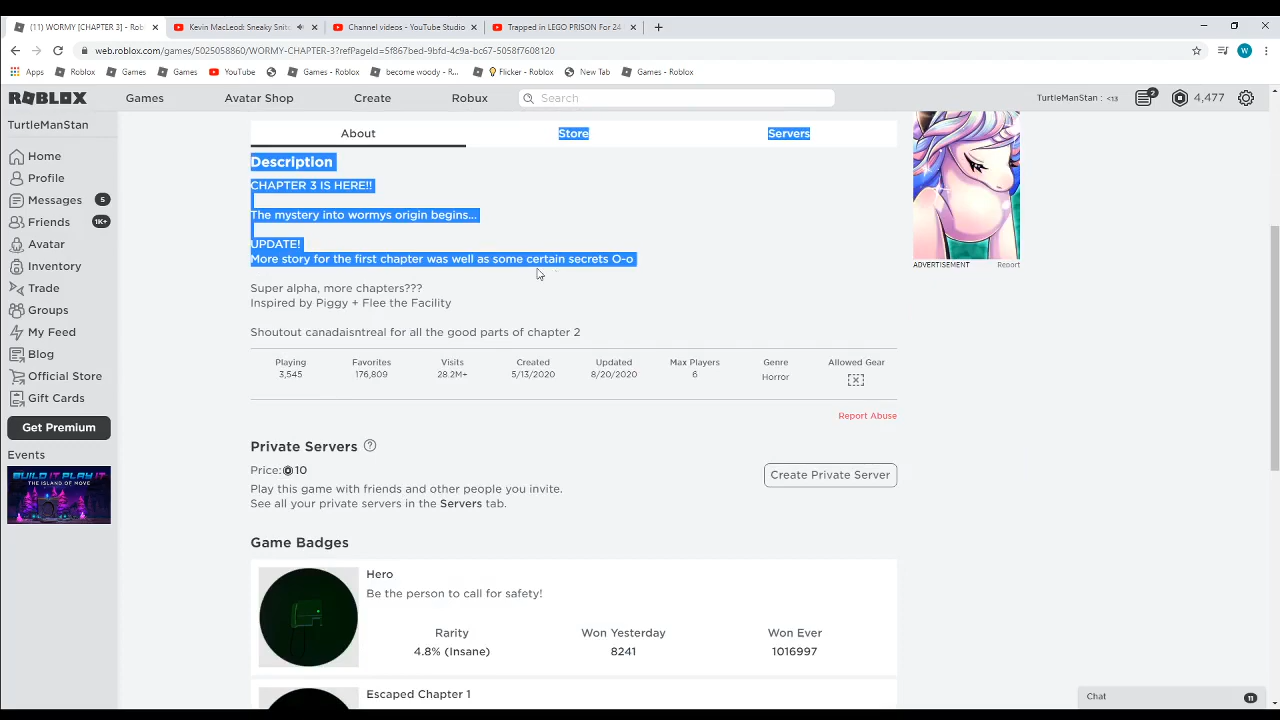 (11) WORMY [CHAPTER 3] - Rob
Kevin MacLeod: Sneaky Snitc
Channel videos - YouTube Studio
Trapped in LEGO PRISON For 24
web.roblox.com/games/5025058860/WORMY-CHAPTER-3?refPageId=5f867bed-9bfd-4c9a-bc67-5058f7608120
W
Apps
Roblox
Games
Games
YouTube
Games - Roblox
become woody - R...
Flicker - Roblox
New Tab
Games - Roblox
ROBLOX
Games
Avatar Shop
Create
Robux
Search
TurtleManStan : <13
2
4,477
TurtleManStan
Home
Profile
Messages 5
Friends 1K+
Avatar
Inventory
Trade
Groups
My Feed
Blog
Official Store
Gift Cards
Get Premium
Events
BUILD IT PLAY IT
THE ISLAND OF MOVE
About
Store
Servers
Description
CHAPTER 3 IS HERE!!
The mystery into wormys origin begins...
UPDATE!
More story for the first chapter was well as some certain secrets O-o
Super alpha, more chapters???
Inspired by Piggy + Flee the Facility
Shoutout canadaisntreal for all the good parts of chapter 2
Playing Favorites Visits Created Updated Max Players Genre Allowed Gear
3,545 176,809 28.2M+ 5/13/2020 8/20/2020 6 Horror
Report Abuse
Private Servers ?
Price: 10
Create Private Server
Play this game with friends and other people you invite.
See all your private servers in the Servers tab.
Game Badges
Hero
Be the person to call for safety!
Rarity Won Yesterday Won Ever
4.8% (Insane) 8241 1016997
Escaped Chapter 1
ADVERTISEMENT
Report
Chat
11